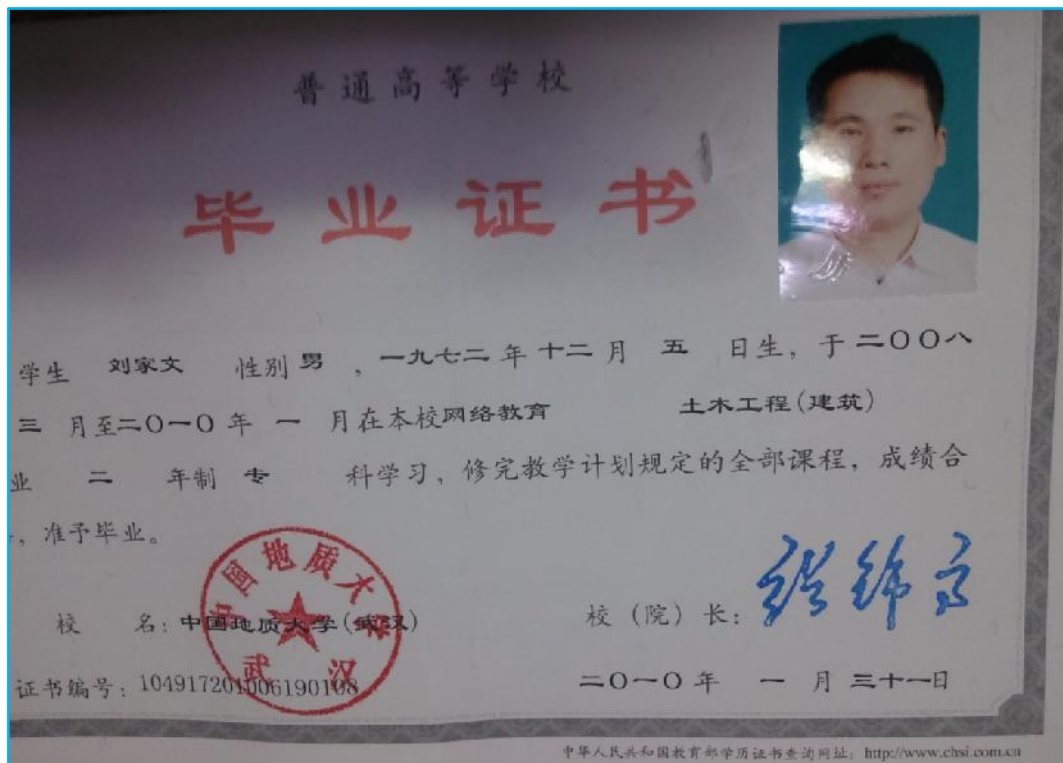 普通高等学校
毕业证书
学生 刘家文 性别 男 ，一九七二 年 十二 月 五 日生，于 二〇〇八
三 月至二〇一〇 年 一 月在本校网络教育 土木工程(建筑)
业 二 年制 专 科学习，修完教学计划规定的全部课程，成绩合
，准予毕业。
中国地质大学
武汉
校 名：中国地质大学(武汉)
校（院）长：张锦高
证书编号：104917201006190108
二〇一〇 年 一 月 三十一日
中华人民共和国教育部学历证书查询网址：http://www.chsi.com.cn